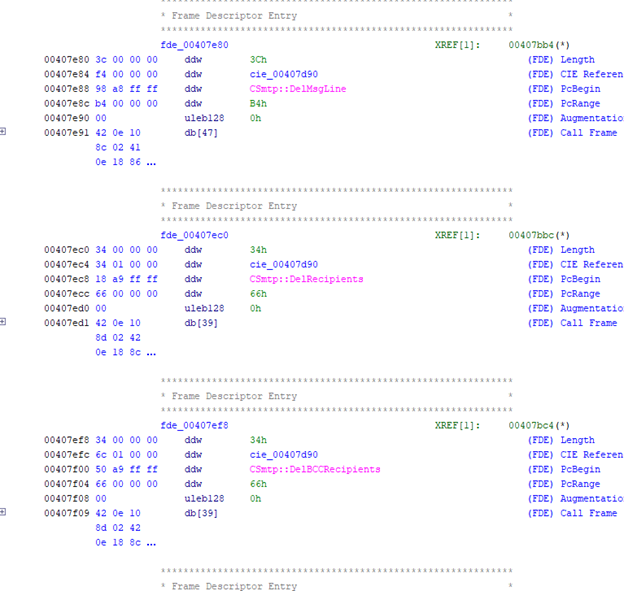 *************************************************************
* Frame Descriptor Entry *
*************************************************************
fde_00407e80 XREF[1]: 00407bb4(*)
00407e80 3c 00 00 00 ddw 3Ch (FDE) Length
00407e84 f4 00 00 00 ddw cie_00407d90 (FDE) CIE Referen
00407e88 98 a8 ff ff ddw CSmtp::DelMsgLine (FDE) PcBegin
00407e8c b4 00 00 00 ddw B4h (FDE) PcRange
00407e90 00 uleb128 0h (FDE) Augmentatio
00407e91 42 0e 10 db[47] (FDE) Call Frame
8c 02 41
0e 18 86 ...
*************************************************************
* Frame Descriptor Entry *
*************************************************************
fde_00407ec0 XREF[1]: 00407bbc(*)
00407ec0 34 00 00 00 ddw 34h (FDE) Length
00407ec4 34 01 00 00 ddw cie_00407d90 (FDE) CIE Referen
00407ec8 18 a9 ff ff ddw CSmtp::DelRecipients (FDE) PcBegin
00407ecc 66 00 00 00 ddw 66h (FDE) PcRange
00407ed0 00 uleb128 0h (FDE) Augmentatio
00407ed1 42 0e 10 db[39] (FDE) Call Frame
8d 02 42
0e 18 8c ...
*************************************************************
* Frame Descriptor Entry *
*************************************************************
fde_00407ef8 XREF[1]: 00407bc4(*)
00407ef8 34 00 00 00 ddw 34h (FDE) Length
00407efc 6c 01 00 00 ddw cie_00407d90 (FDE) CIE Referen
00407f00 50 a9 ff ff ddw CSmtp::DelBCCRecipients (FDE) PcBegin
00407f04 66 00 00 00 ddw 66h (FDE) PcRange
00407f08 00 uleb128 0h (FDE) Augmentatio
00407f09 42 0e 10 db[39] (FDE) Call Frame
8d 02 42
0e 18 8c ...
*************************************************************
* Frame Descriptor Entry *